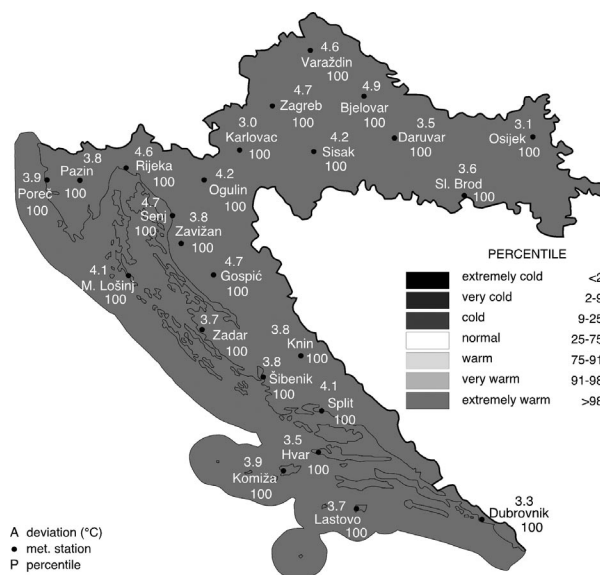 4.6
Varaždin
100
4.9
Bjelovar
100
4.7
Zagreb
100
3.0
Karlovac
100
4.2
Sisak
100
3.5
Daruvar
100
3.1
Osijek
100
3.6
Sl. Brod
100
3.9
Poreč
100
3.8
Pazin
100
4.6
Rijeka
100
4.2
Ogulin
100
4.7
Senj
100
3.8
Zavižan
100
4.7
Gospić
100
4.1
M. Lošinj
100
3.7
Zadar
100
3.8
Knin
100
3.8
Šibenik
100
4.1
Split
100
3.5
Hvar
100
3.9
Komiža
100
3.7
Lastovo
100
3.3
Dubrovnik
100
PERCENTILE
extremely cold <2
very cold 2-9
cold 9-25
normal 25-75
warm 75-91
very warm 91-98
extremely warm >98
A deviation (°C)
● met. station
P percentile